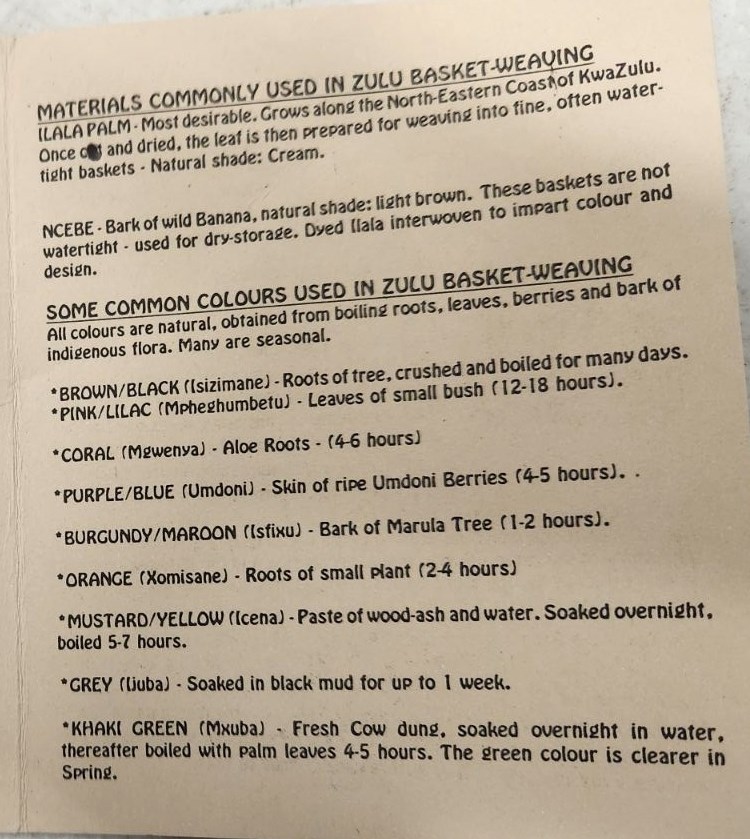 MATERIALS COMMONLY USED IN ZULU BASKET-WEAVING
ILALA PALM - Most desirable. Grows along the North-Eastern Coast of KwaZulu.
Once and dried, the leaf is then prepared for weaving into fine, often water-
tight baskets - Natural shade: Cream.
NCEBE - Bark of wild Banana, natural shade: light brown. These baskets are not
watertight - used for dry-storage. Dyed Ilala interwoven to impart colour and
design.
SOME COMMON COLOURS USED IN ZULU BASKET-WEAVING
All colours are natural, obtained from boiling roots, leaves, berries and bark of
indigenous flora. Many are seasonal.
*BROWN/BLACK (Isizimane) - Roots of tree, crushed and boiled for many days.
*PINK/LILAC (Mpheghumbetu) - Leaves of small bush (12-18 hours).
*CORAL (Mgwenya) - Aloe Roots - (4-6 hours)
*PURPLE/BLUE (Umdoni) - Skin of ripe Umdoni Berries (4-5 hours). .
*BURGUNDY/MAROON (Isfixu) - Bark of Marula Tree (1-2 hours).
*ORANGE (Xomisane) - Roots of small plant (2-4 hours)
*MUSTARD/YELLOW (Icena) - Paste of wood-ash and water. Soaked overnight,
boiled 5-7 hours.
*GREY (Ijuba) - Soaked in black mud for up to 1 week.
*KHAKI GREEN (Mxuba) - Fresh Cow dung, soaked overnight in water,
thereafter boiled with palm leaves 4-5 hours. The green colour is clearer in
Spring.